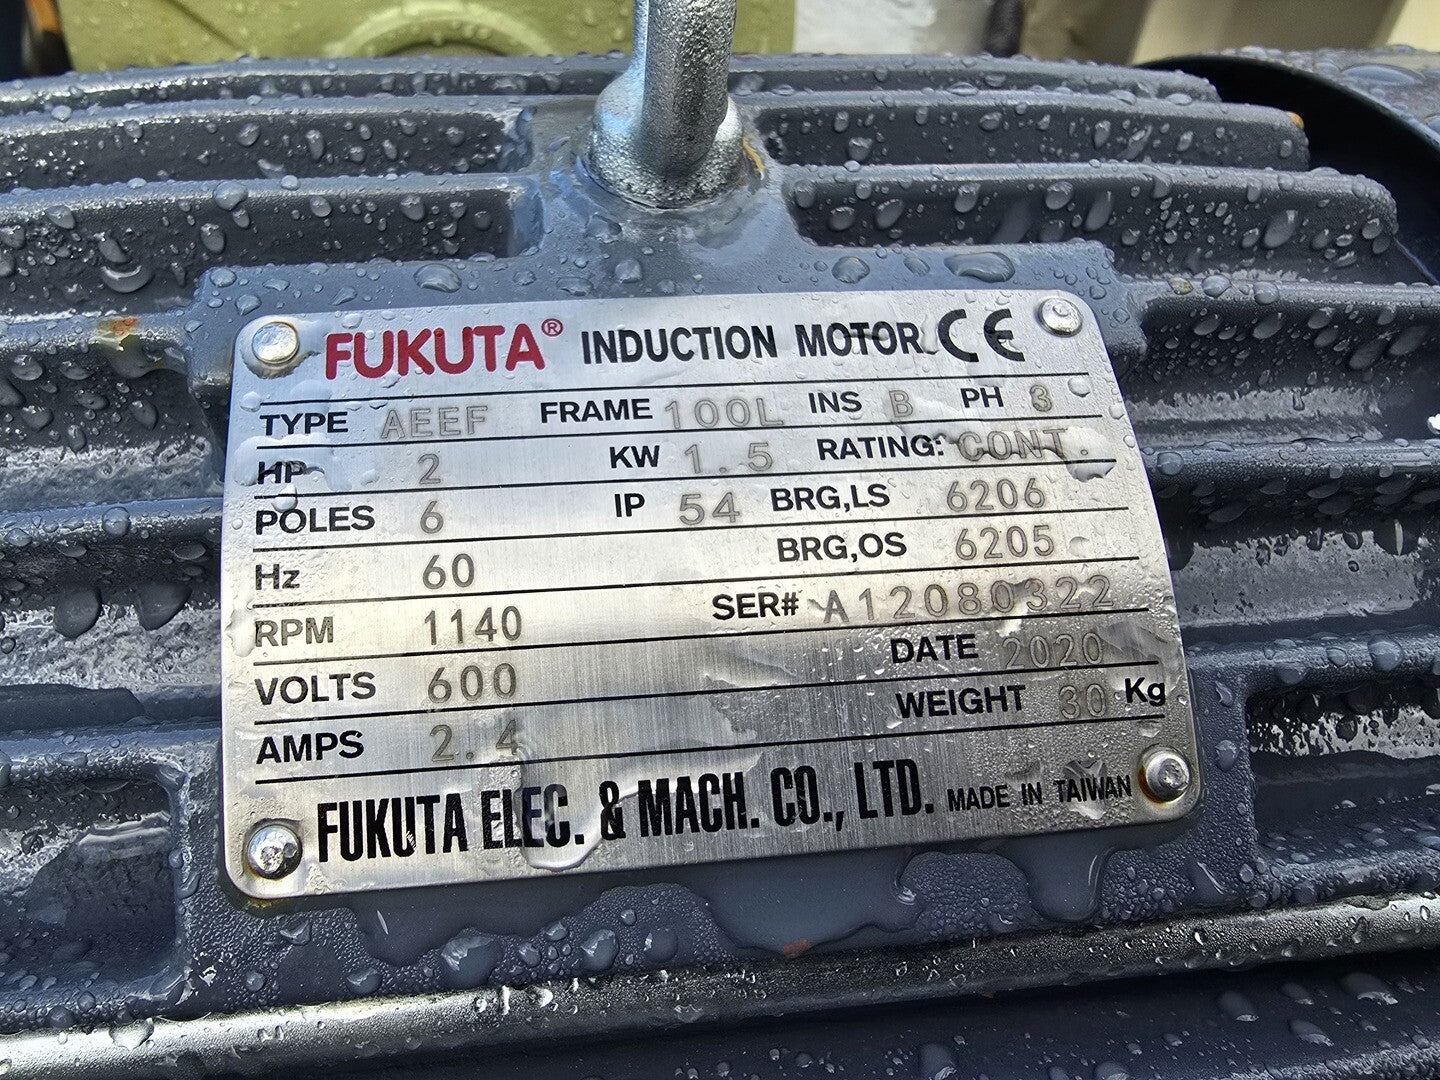 FUKUTA® INDUCTION MOTOR CE
TYPE AEEF FRAME 100L INS B PH 3
HP 2 KW 1.5 RATING: CONT.
POLES 6 IP 54 BRG,LS 6206
Hz 60 BRG,OS 6205
RPM 1140 SER# A12080322
VOLTS 600 DATE 2020
AMPS 2.4 WEIGHT 30 Kg
FUKUTA ELEC. & MACH. CO., LTD. MADE IN TAIWAN